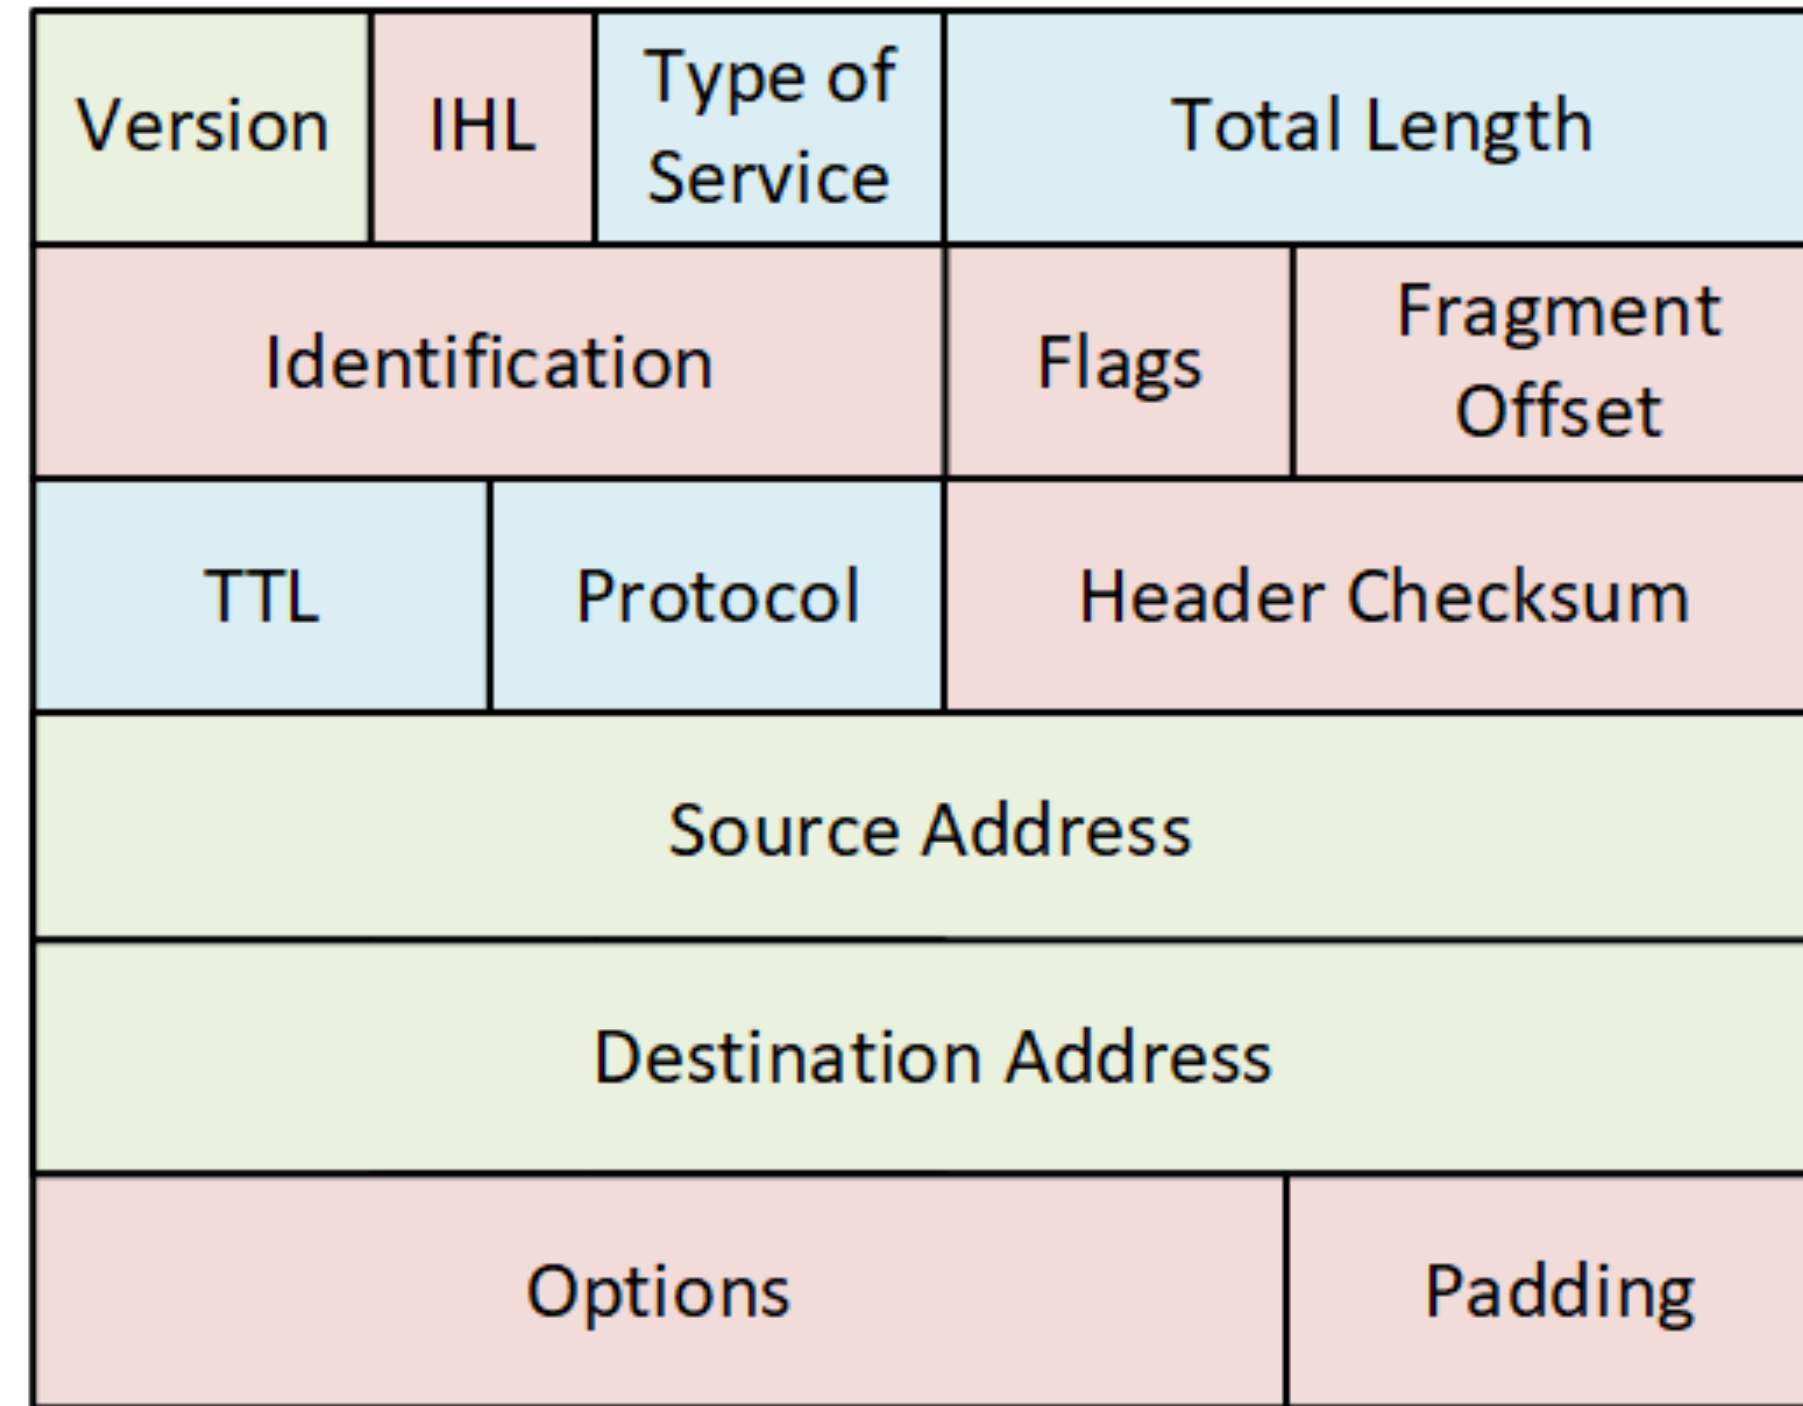 Version
IHL
Type of
Service
Total Length
Identification
Flags
Fragment
Offset
TTL
Protocol
Header Checksum
Source Address
Destination Address
Options
Padding